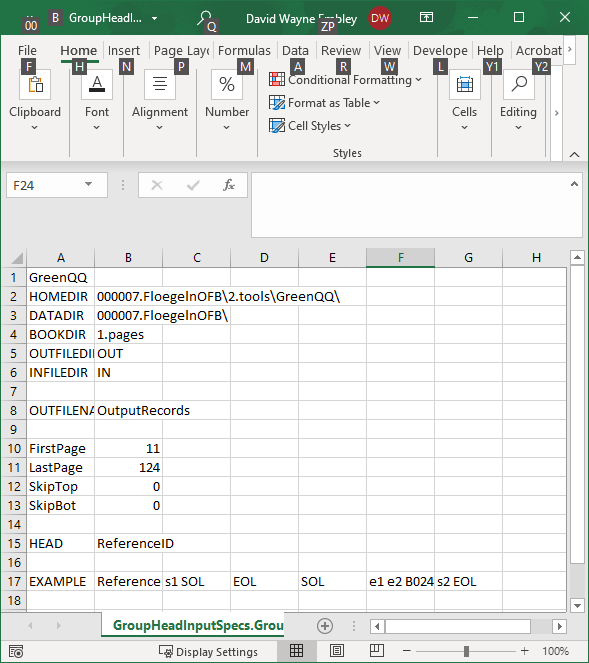 00 B GroupHeadI... Q David Wayne ZP DW
File Home Insert Page Layo Formulas Data Review View Develope Help Acrobat
F H N P M A R W L Y1 Y2
Clipboard Font Alignment Number Conditional Formatting Format as Table Cell Styles Cells Editing
Styles
F24 fx
A B C D E F G H
1 GreenQQ
2 HOMEDIR 000007.FloegelnOFB\2.tools\GreenQQ\
3 DATADIR 000007.FloegelnOFB\
4 BOOKDIR 1.pages
5 OUTFILEDI OUT
6 INFILEDIR IN
7
8 OUTFILENA OutputRecords
9
10 FirstPage 11
11 LastPage 124
12 SkipTop 0
13 SkipBot 0
14
15 HEAD ReferenceID
16
17 EXAMPLE Reference s1 SOL EOL SOL e1 e2 B024 s2 EOL
18
GroupHeadInputSpecs.Grou
Display Settings 100%